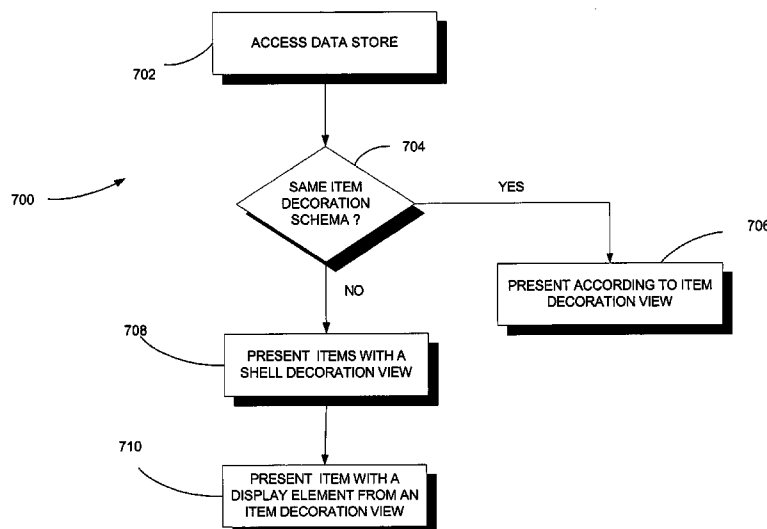 ACCESS DATA STORE
702
704
SAME ITEM
DECORATION
SCHEMA ?
700
YES
706
PRESENT ACCORDING TO ITEM
DECORATION VIEW
NO
708
PRESENT ITEMS WITH A
SHELL DECORATION VIEW
710
PRESENT ITEM WITH A
DISPLAY ELEMENT FROM AN
ITEM DECORATION VIEW